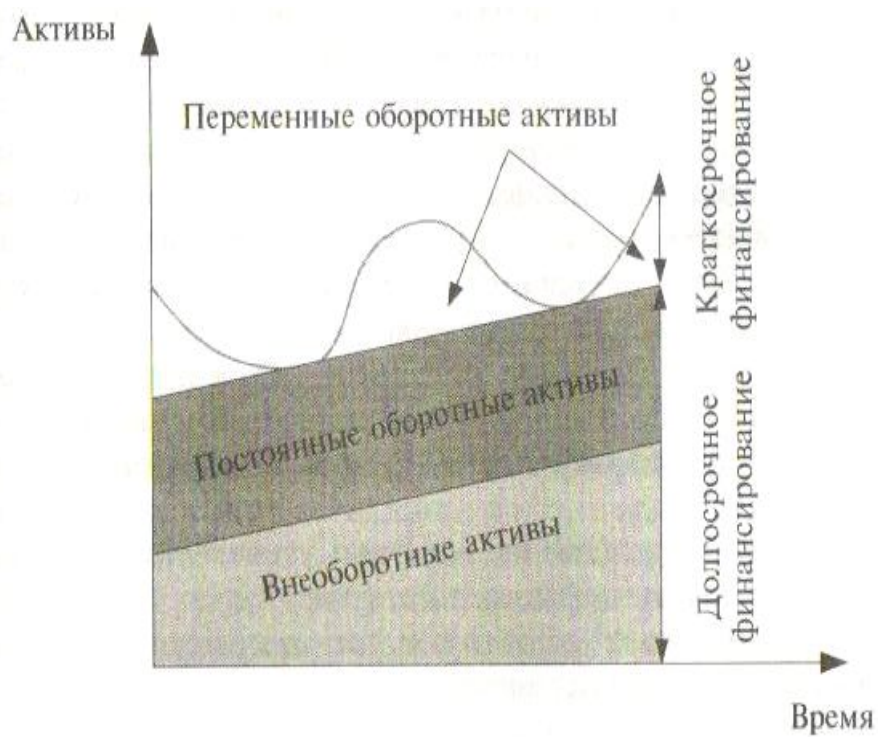 Активы
Переменные оборотные активы
Краткосрочное
финансирование
Постоянные оборотные активы
Внеоборотные активы
Долгосрочное
финансирование
Время